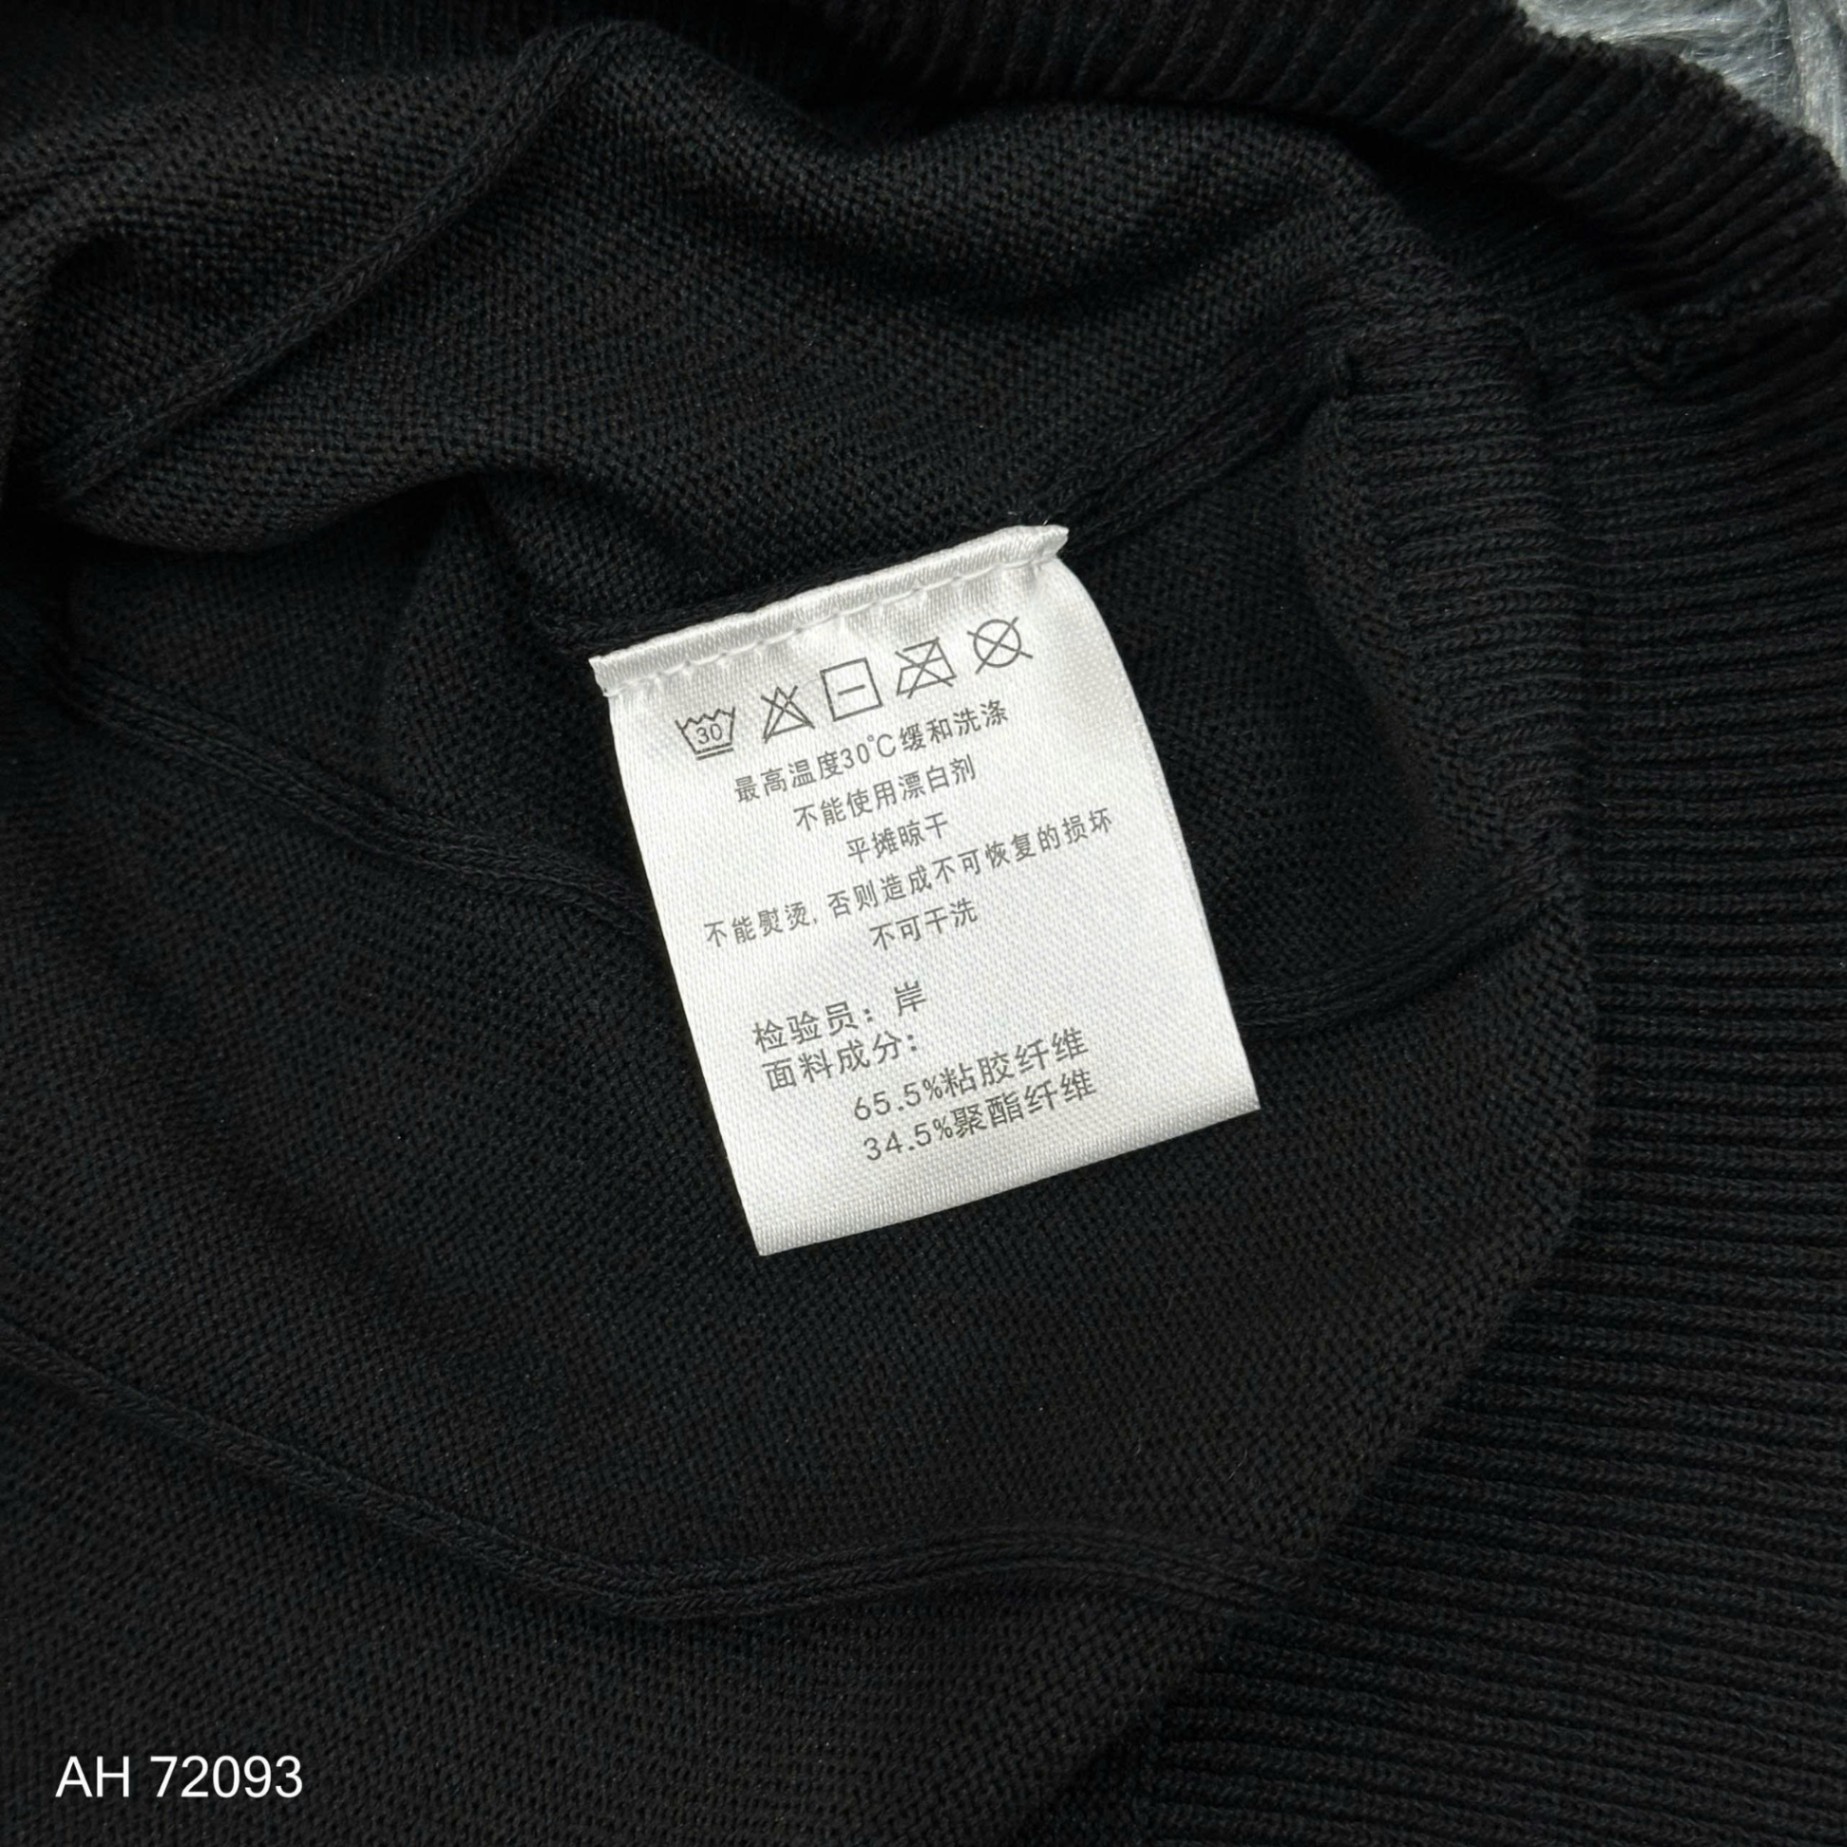 30
最高温度30℃缓和洗涤
不能使用漂白剂
平摊晾干
不能熨烫,否则造成不可恢复的损坏
不可干洗
检验员：岸
面料成分：
65.5%粘胶纤维
34.5%聚酯纤维
AH 72093